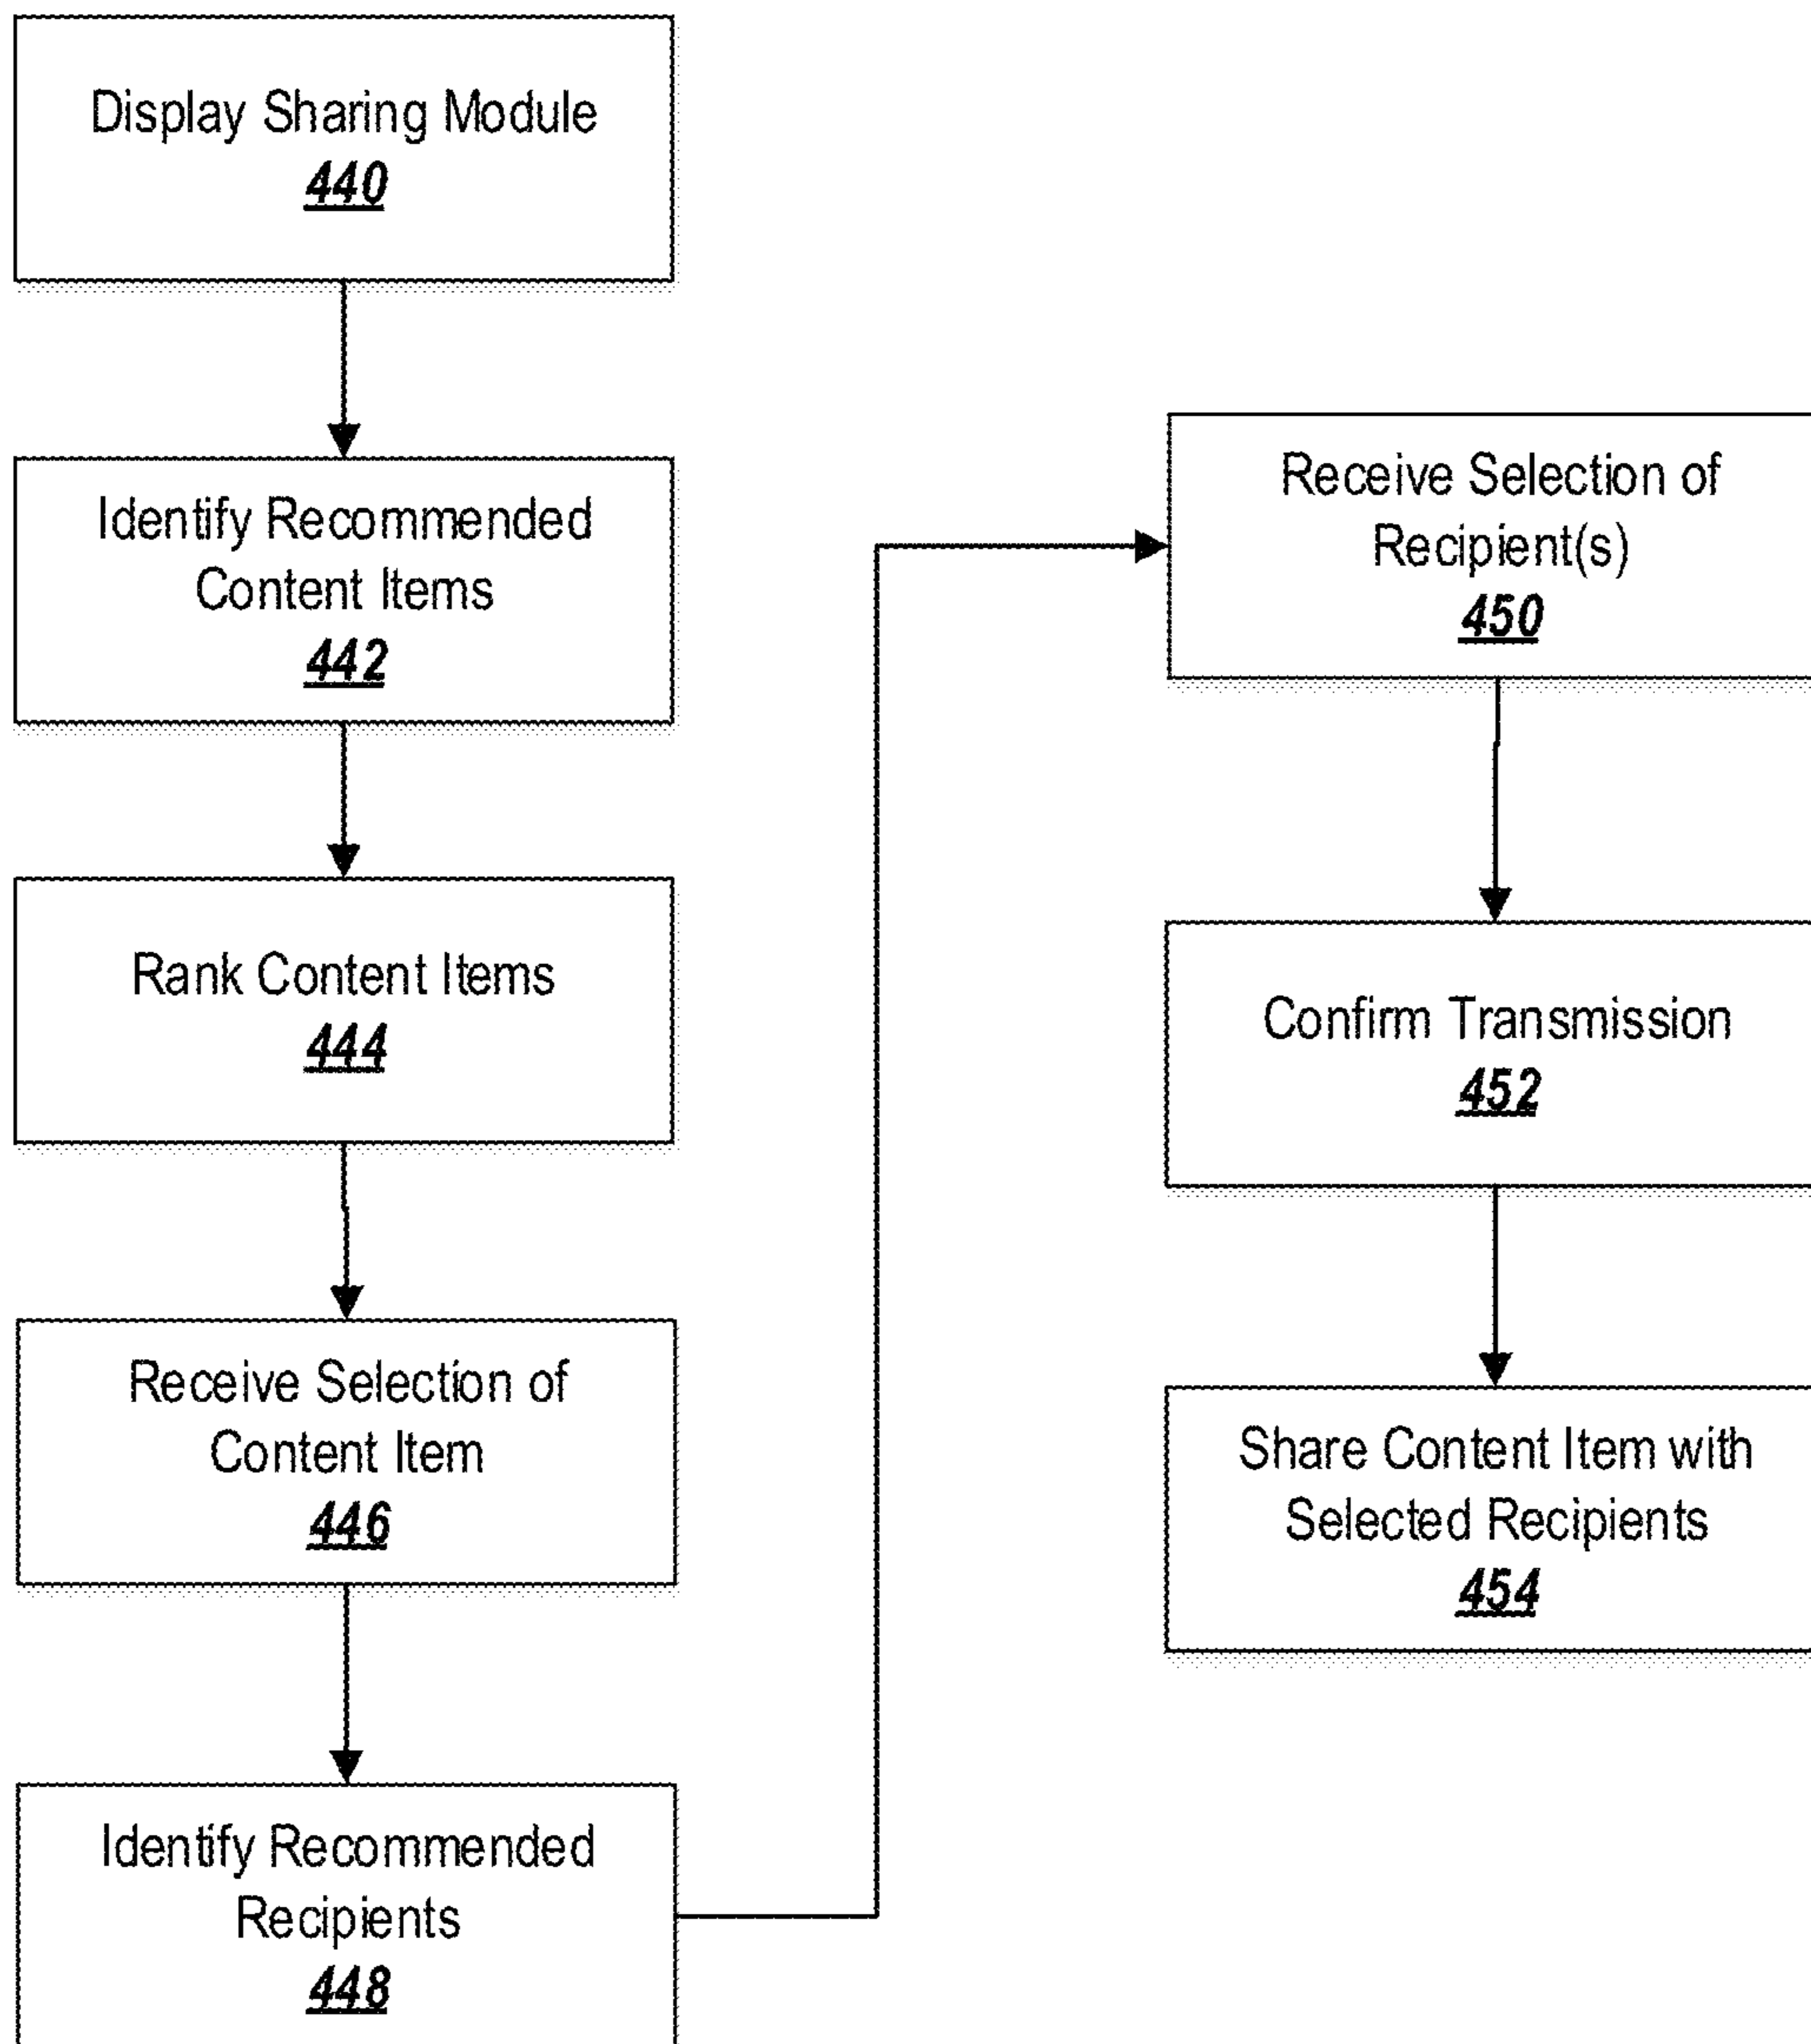 Display Sharing Module
440
Identify Recommended
Content Items
442
Rank Content Items
444
Receive Selection of
Content Item
446
Identify Recommended
Recipients
448
Receive Selection of
Recipient(s)
450
Confirm Transmission
452
Share Content Item with
Selected Recipients
454